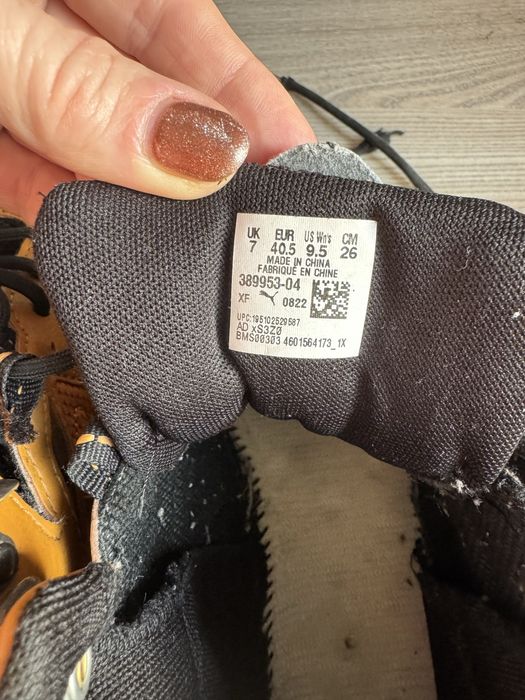 UK EUR US Wn's CM
7 40.5 9.5 26
MADE IN CHINA
FABRIQUÉ EN CHINE
389953-04
XF 0822
UPC:195102529587
AD xS3Z0
BMS00303 4601564173_1X